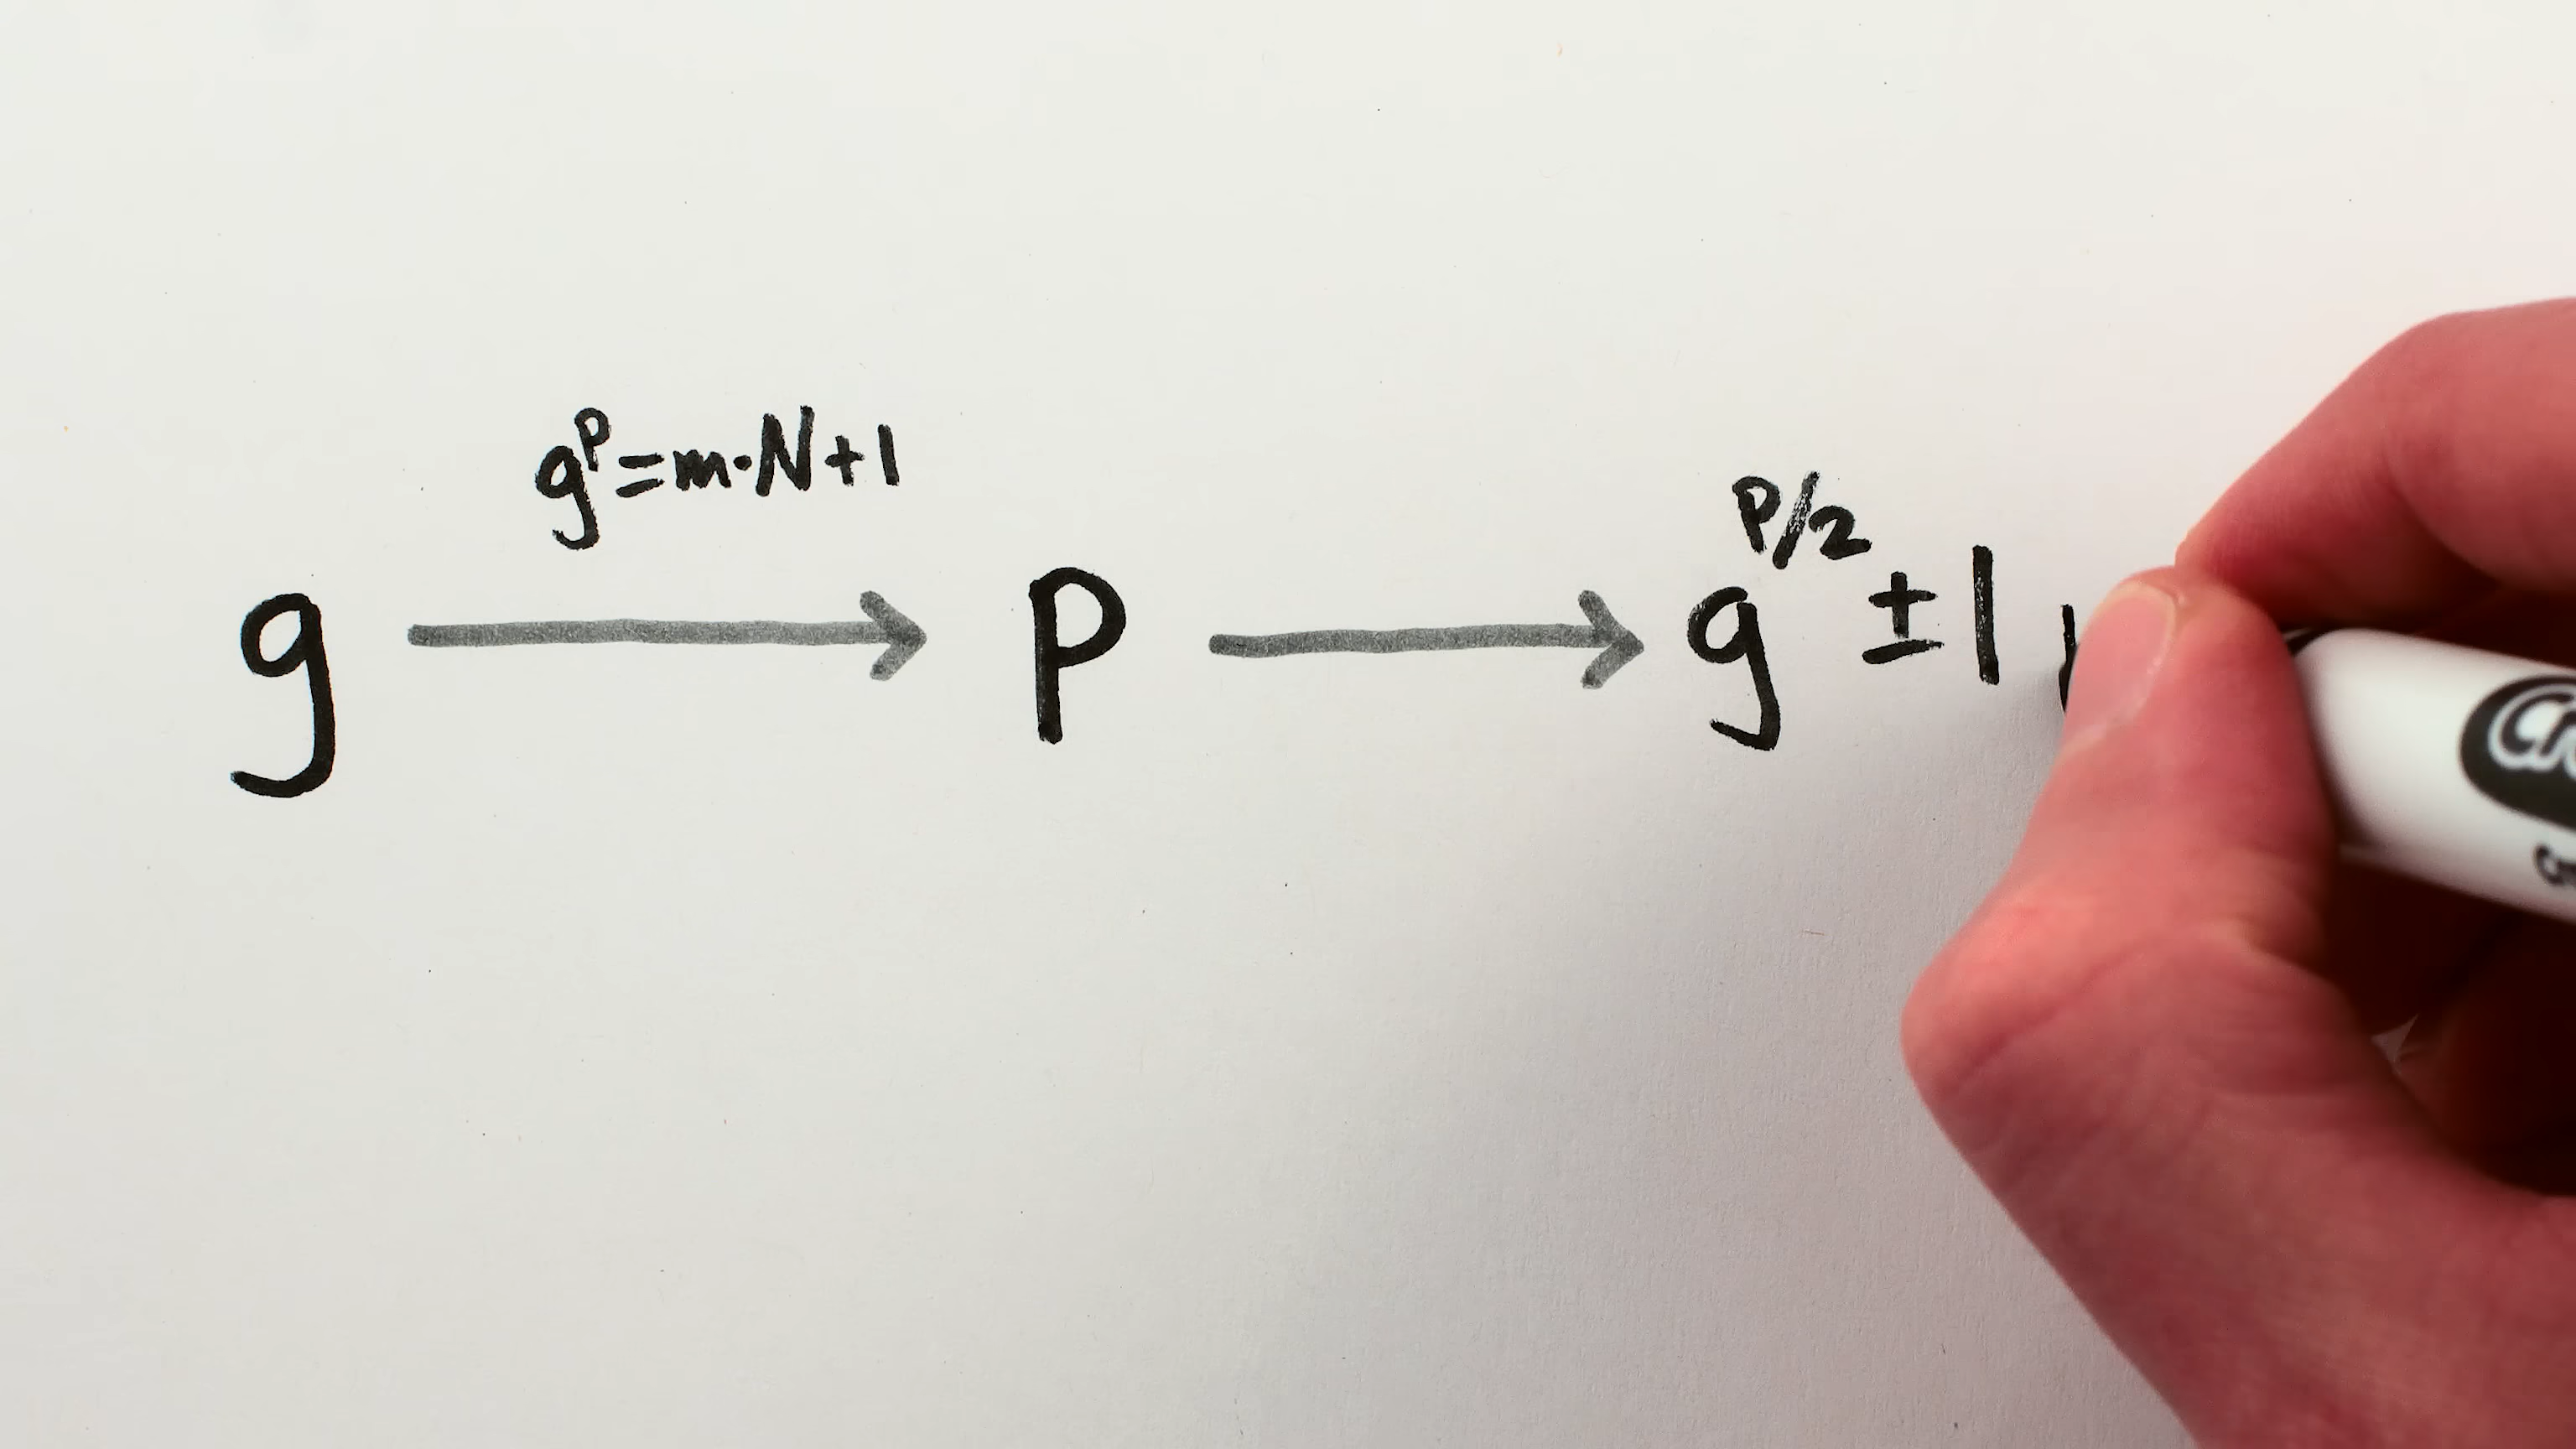 g^p=m·N+1
g → p → g^p/2 ± 1